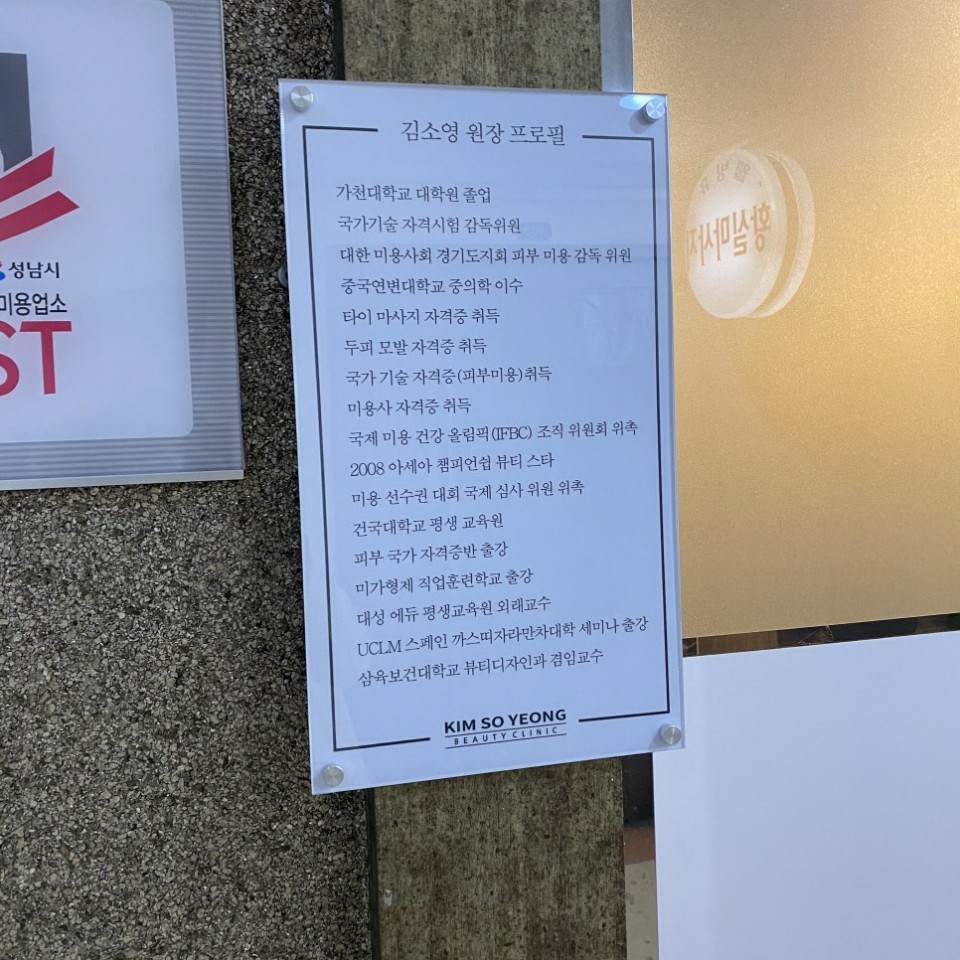 성남시
미용업소
ST
김소영 원장 프로필
가천대학교 대학원 졸업
국가기술 자격시험 감독위원
대한 미용사회 경기도지회 피부 미용 감독 위원
중국연변대학교 중의학 이수
타이 마사지 자격증 취득
두피 모발 자격증 취득
국가 기술 자격증(피부미용)취득
미용사 자격증 취득
국제 미용 건강 올림픽(IFBC) 조직 위원회 위촉
2008 아세아 챔피언쉽 뷰티 스타
미용 선수권 대회 국제 심사 위원 위촉
건국대학교 평생 교육원
피부 국가 자격증반 출강
미가형제 직업훈련학교 출강
대성 에듀 평생교육원 외래교수
UCLM 스페인 까스띠자라만차대학 세미나 출강
삼육보건대학교 뷰티디자인과 겸임교수
KIM SO YEONG
BEAUTY CLINIC
황실마사지